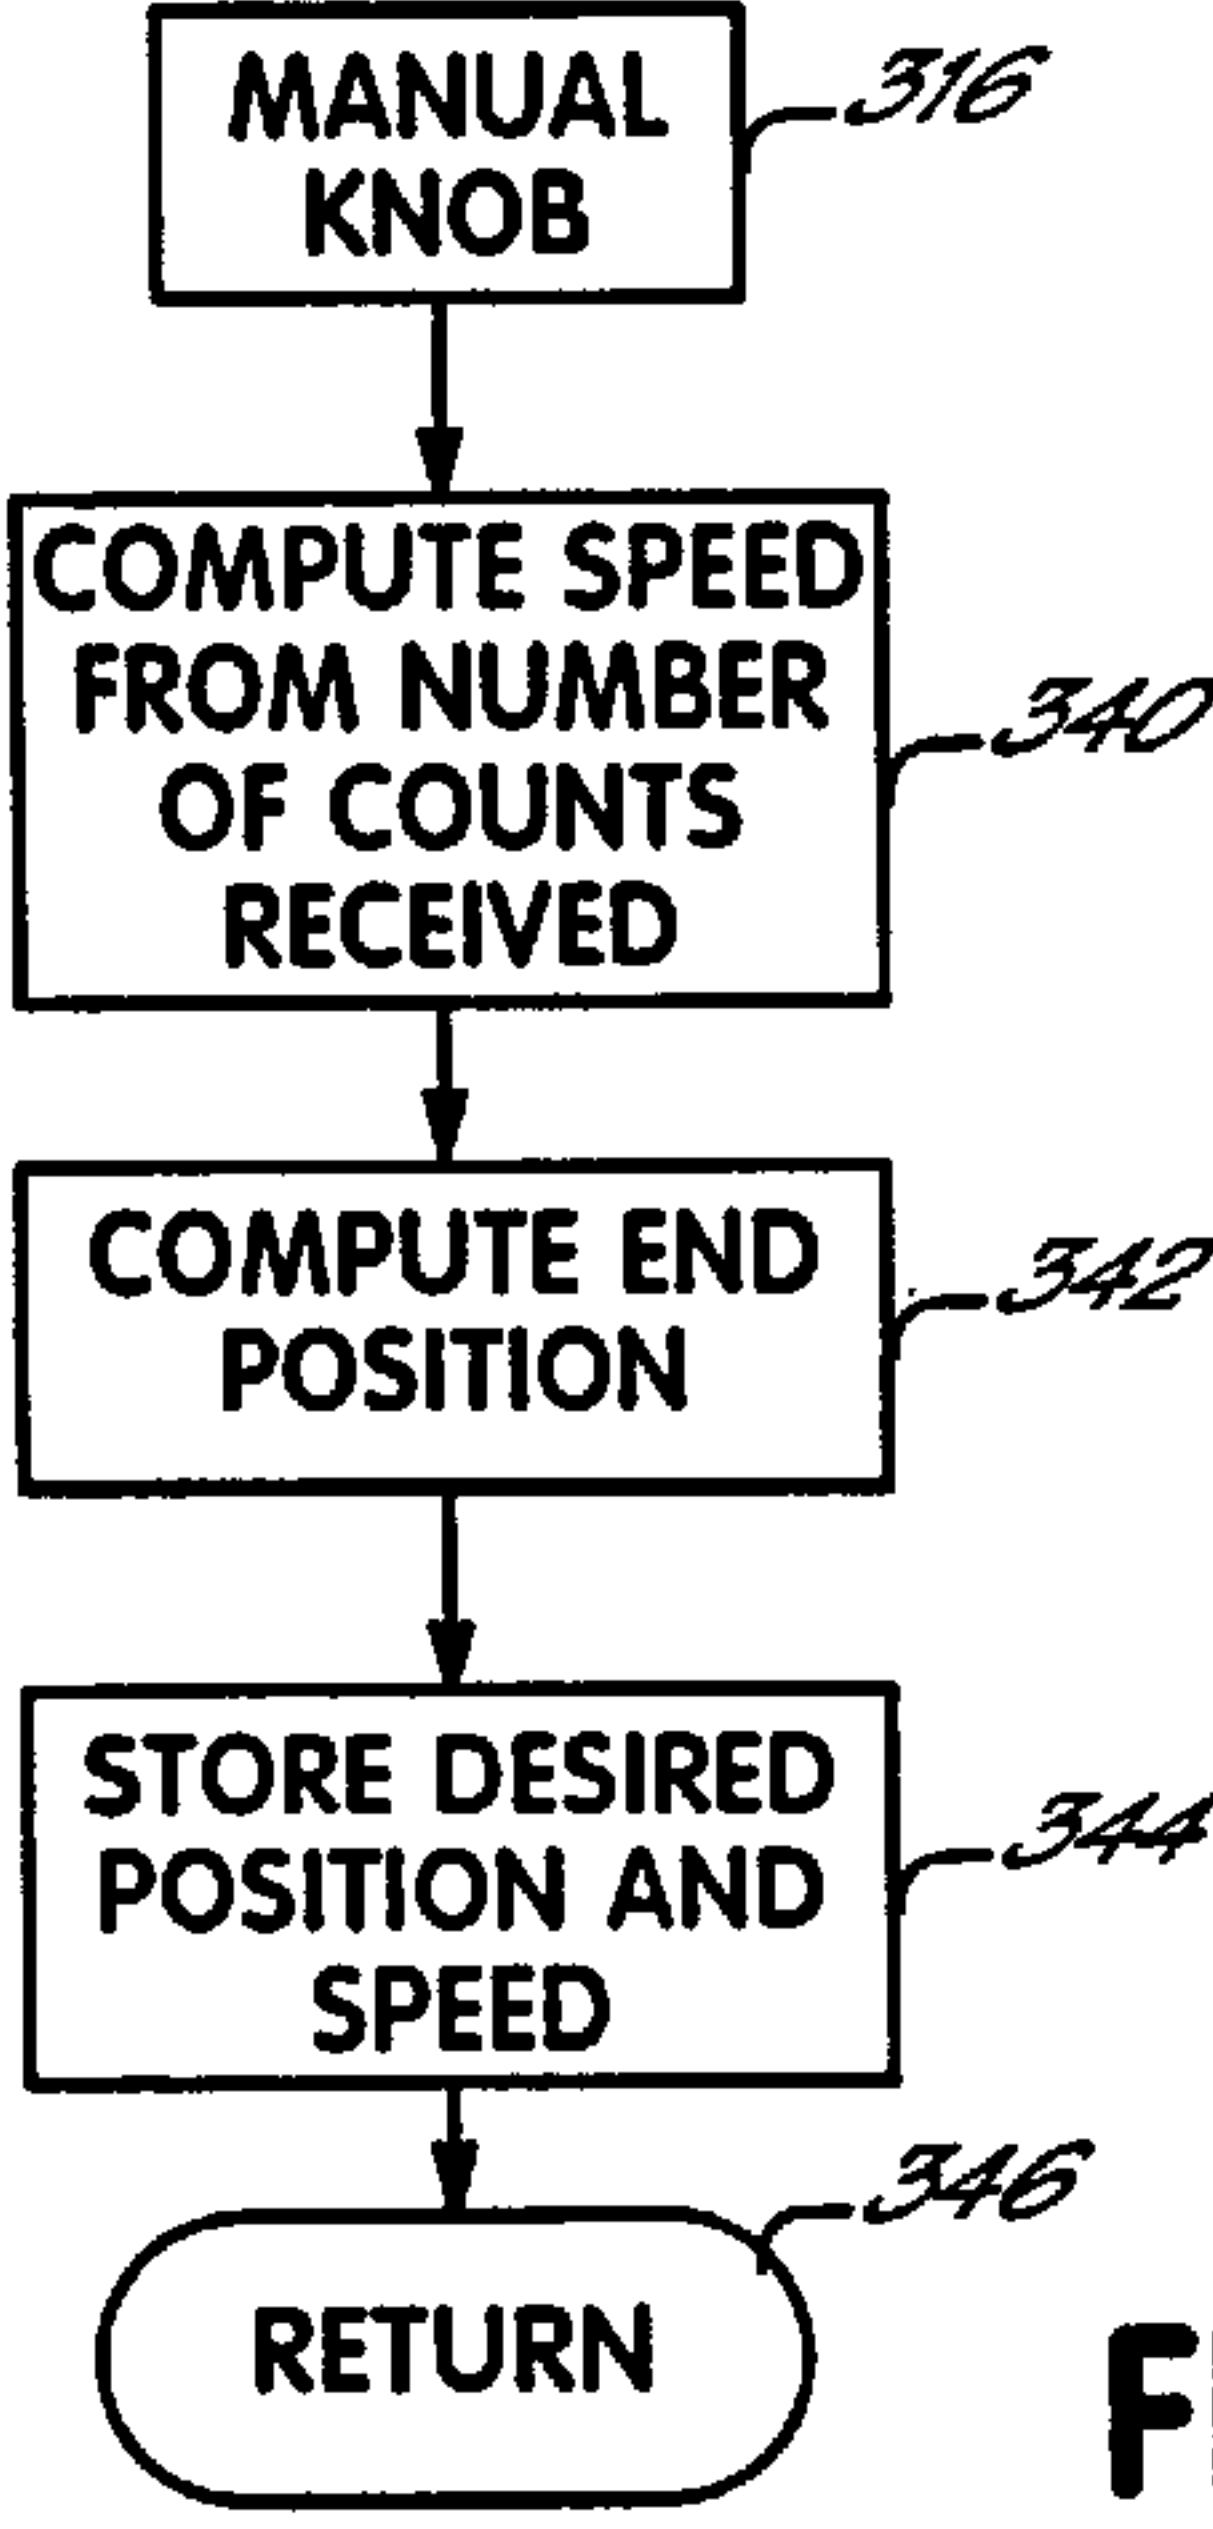 MANUAL
KNOB
316
COMPUTE SPEED
FROM NUMBER
OF COUNTS
RECEIVED
340
COMPUTE END
POSITION
342
STORE DESIRED
POSITION AND
SPEED
344
346
RETURN